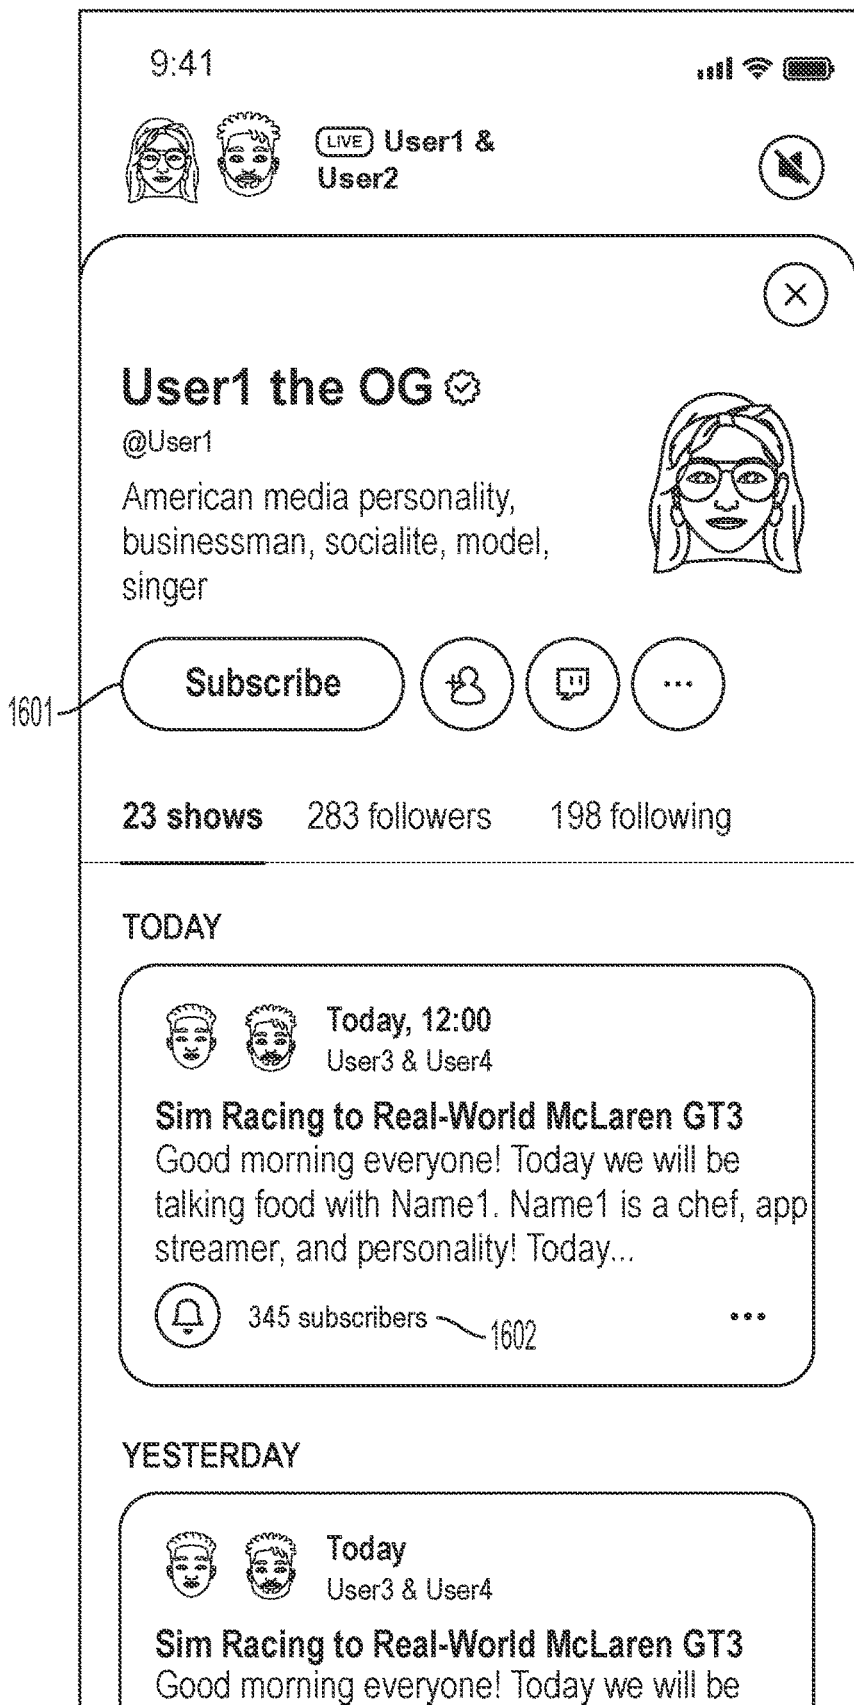 9:41
LIVE User1 &
User2
User1 the OG
@User1
American media personality,
businessman, socialite, model,
singer
Subscribe
1601
23 shows 283 followers 198 following
TODAY
Today, 12:00
User3 & User4
Sim Racing to Real-World McLaren GT3
Good morning everyone! Today we will be
talking food with Name1. Name1 is a chef, app
streamer, and personality! Today...
345 subscribers
1602
YESTERDAY
Today
User3 & User4
Sim Racing to Real-World McLaren GT3
Good morning everyone! Today we will be